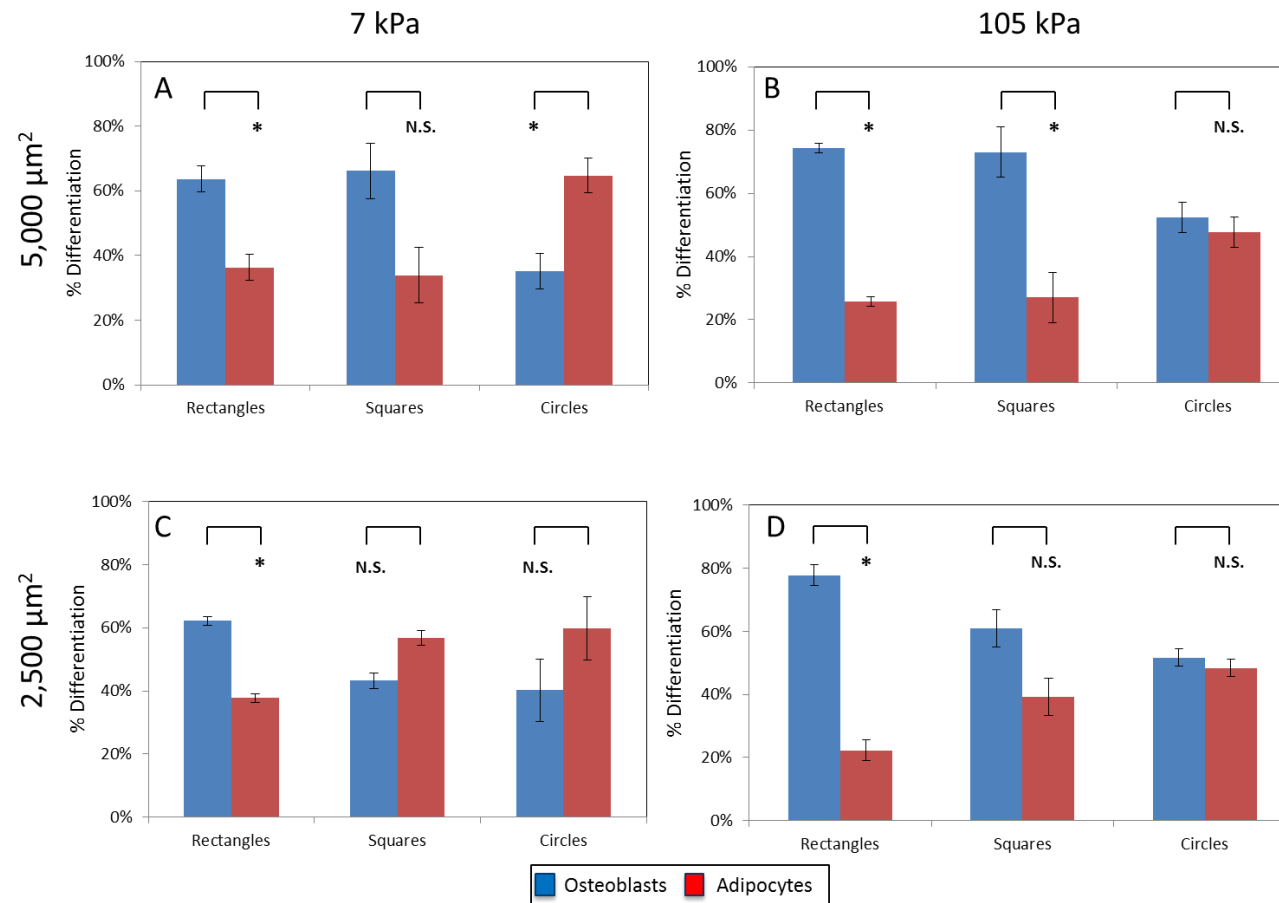 7 kPa
105 kPa
5,000 µm²
2,500 µm²
A
% Differentiation
100%
80%
60%
40%
20%
0%
* N.S. *
Rectangles Squares Circles
B
% Differentiation
100%
80%
60%
40%
20%
0%
* * N.S.
Rectangles Squares Circles
C
% Differentiation
100%
80%
60%
40%
20%
0%
* N.S. N.S.
Rectangles Squares Circles
D
% Differentiation
100%
80%
60%
40%
20%
0%
* N.S. N.S.
Rectangles Squares Circles
Osteoblasts Adipocytes